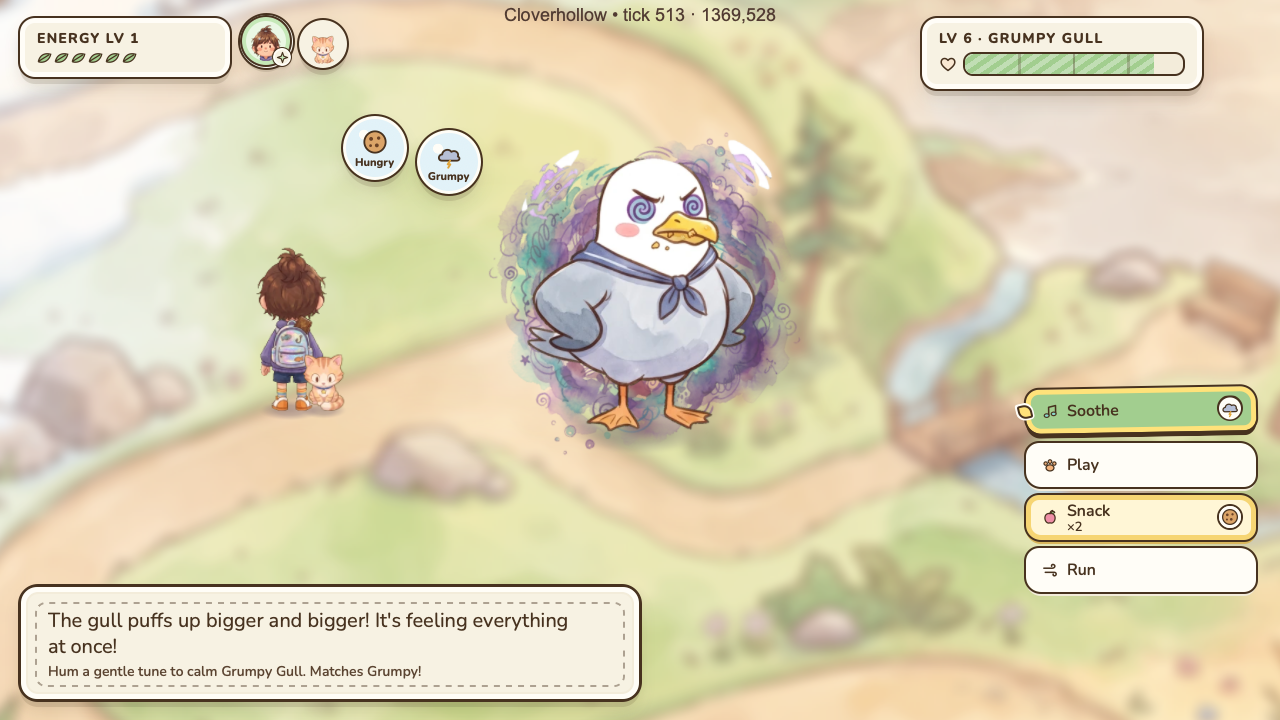 Cloverhollow • tick 513 · 1369,528
ENERGY LV 1
LV 6 · GRUMPY GULL
Hungry
Grumpy
Soothe
Play
Snack
×2
Run
The gull puffs up bigger and bigger! It's feeling everything
at once!
Hum a gentle tune to calm Grumpy Gull. Matches Grumpy!